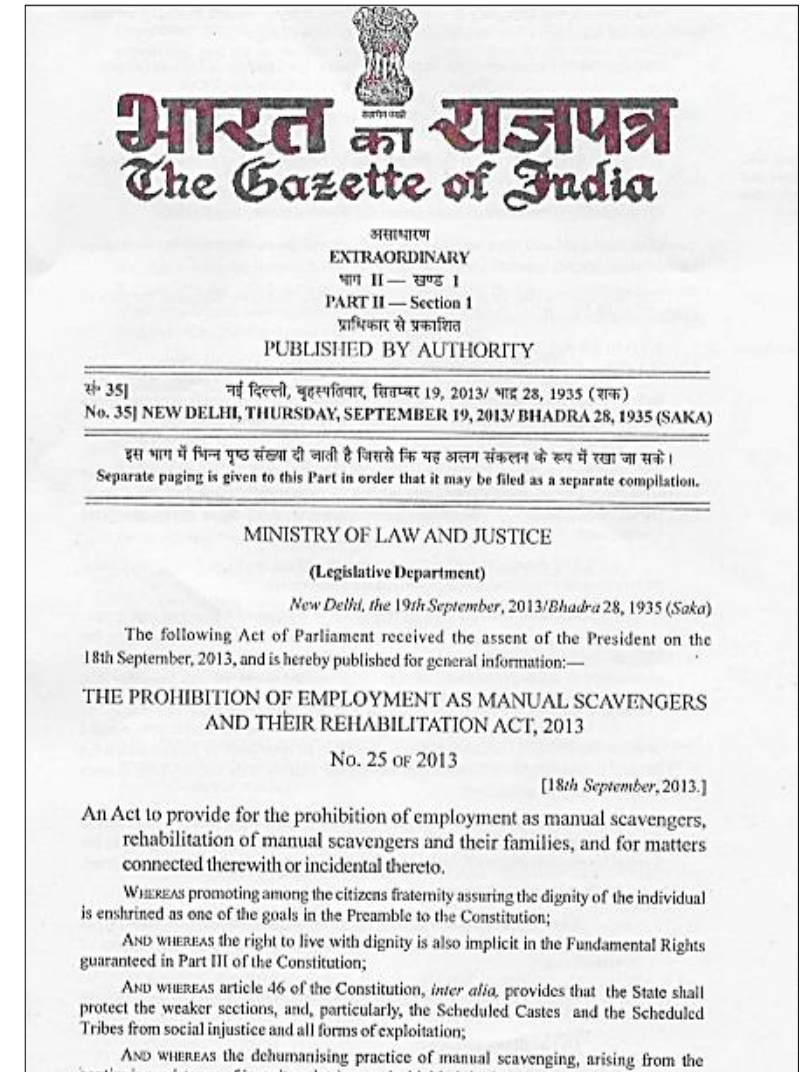 भारत का राजपत्र
The Gazette of India
असाधारण
EXTRAORDINARY
भाग II — खण्ड 1
PART II — Section 1
प्राधिकार से प्रकाशित
PUBLISHED BY AUTHORITY
सं॰ 35] नई दिल्ली, बृहस्पतिवार, सितम्बर 19, 2013/ भाद्र 28, 1935 (शक)
No. 35] NEW DELHI, THURSDAY, SEPTEMBER 19, 2013/ BHADRA 28, 1935 (SAKA)
इस भाग में भिन्न पृष्ठ संख्या दी जाती है जिससे कि यह अलग संकलन के रूप में रखा जा सके।
Separate paging is given to this Part in order that it may be filed as a separate compilation.
MINISTRY OF LAW AND JUSTICE
(Legislative Department)
New Delhi, the 19th September, 2013/Bhadra 28, 1935 (Saka)
The following Act of Parliament received the assent of the President on the
18th September, 2013, and is hereby published for general information:—
THE PROHIBITION OF EMPLOYMENT AS MANUAL SCAVENGERS
AND THEIR REHABILITATION ACT, 2013
No. 25 OF 2013
[18th September, 2013.]
An Act to provide for the prohibition of employment as manual scavengers,
rehabilitation of manual scavengers and their families, and for matters
connected therewith or incidental thereto.
WHEREAS promoting among the citizens fraternity assuring the dignity of the individual
is enshrined as one of the goals in the Preamble to the Constitution;
AND WHEREAS the right to live with dignity is also implicit in the Fundamental Rights
guaranteed in Part III of the Constitution;
AND WHEREAS article 46 of the Constitution, inter alia, provides that the State shall
protect the weaker sections, and, particularly, the Scheduled Castes and the Scheduled
Tribes from social injustice and all forms of exploitation;
AND WHEREAS the dehumanising practice of manual scavenging, arising from the